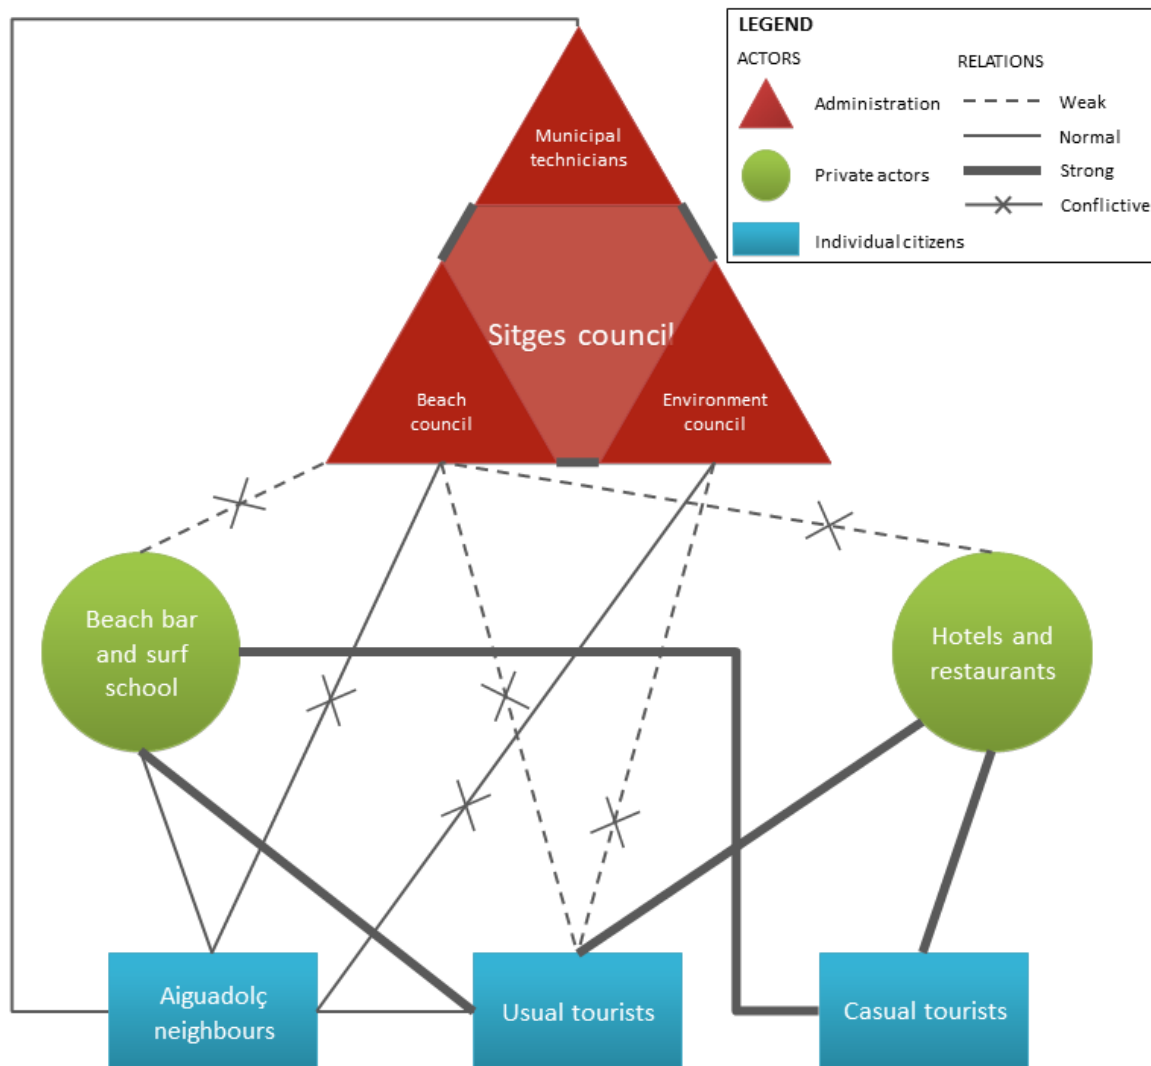 LEGEND
ACTORS
RELATIONS
Administration
Weak
Normal
Private actors
Strong
Conflictive
Individual citizens
Municipal
technicians
Sitges council
Beach
council
Environment
council
Beach bar
and surf
school
Hotels and
restaurants
Aiguadolç
neighbours
Usual tourists
Casual tourists